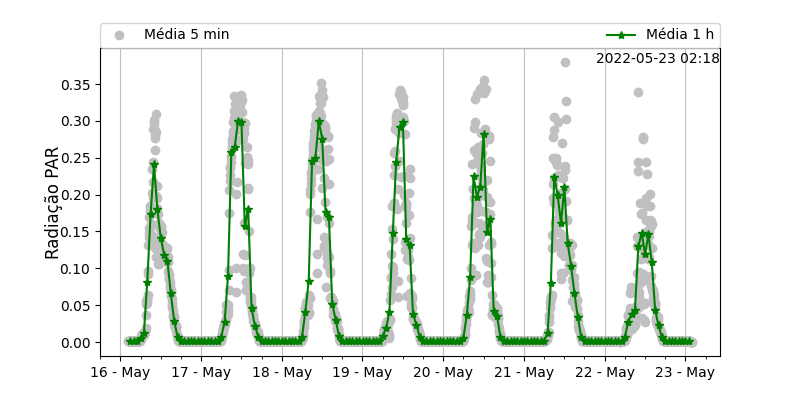 Média 5 min
Média 1 h
2022-05-23 02:18
Radiação PAR
0.35
0.30
0.25
0.20
0.15
0.10
0.05
0.00
16 - May
17 - May
18 - May
19 - May
20 - May
21 - May
22 - May
23 - May